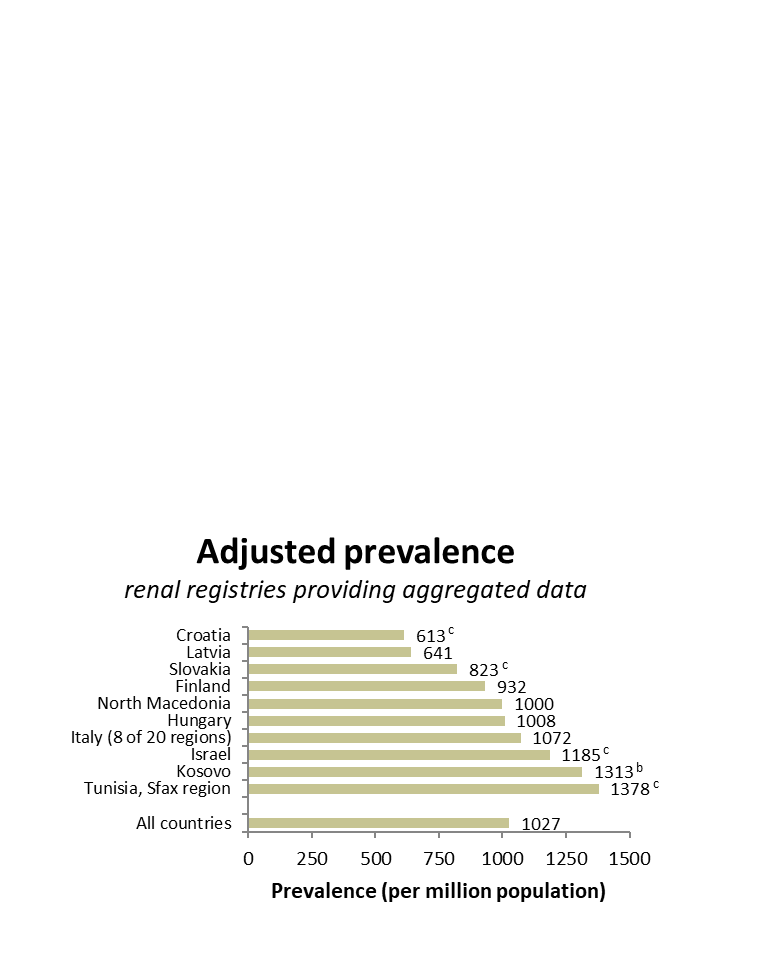 Adjusted prevalence
renal registries providing aggregated data
Croatia 613 c
Latvia 641
Slovakia 823 c
Finland 932
North Macedonia 1000
Hungary 1008
Italy (8 of 20 regions) 1072
Israel 1185 c
Kosovo 1313 b
Tunisia, Sfax region 1378 c
All countries 1027
0 250 500 750 1000 1250 1500
Prevalence (per million population)